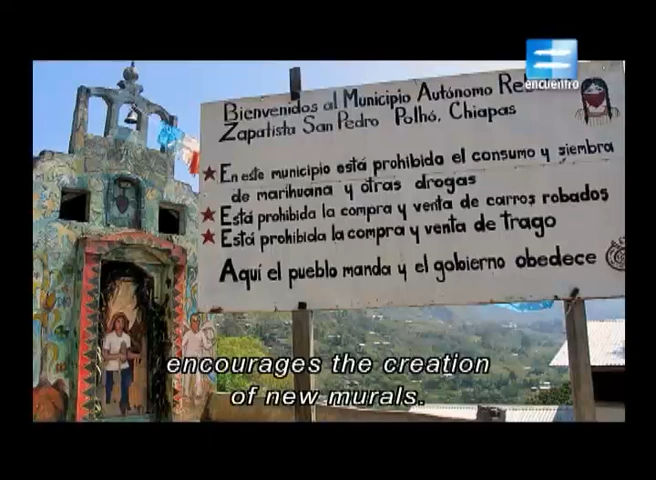 encuentro
Bienvenidos al Municipio Autónomo
Zapatista San Pedro Polhó, Chiapas
En este municipio está prohibida el consumo y siembra
de marihuana y otras drogas
Está prohibida la compra y venta de carros robados
Está prohibida la compra y venta de trago
Aquí el pueblo manda y el gobierno obedece
encourages the creation
of new murals.